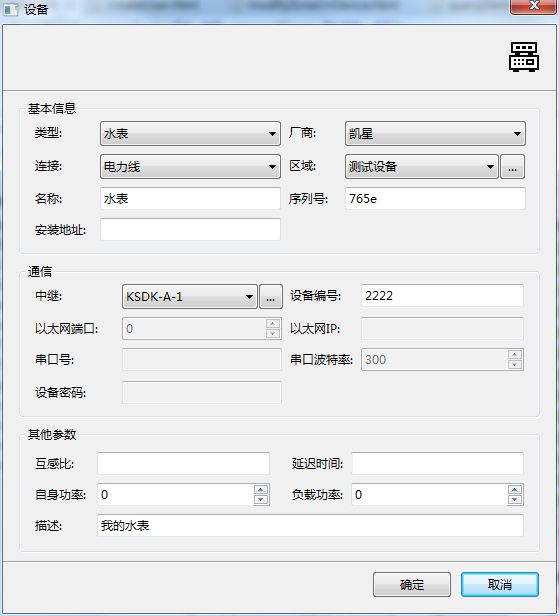 设备
基本信息
类型: 水表 厂商: 凯星
连接: 电力线 区域: 测试设备 ...
名称: 水表 序列号: 765e
安装地址:
通信
中继: KSDK-A-1 ... 设备编号: 2222
以太网端口: 0 以太网IP:
串口号: 串口波特率: 300
设备密码:
其他参数
互感比: 延迟时间:
自身功率: 0 负载功率: 0
描述: 我的水表
确定 取消